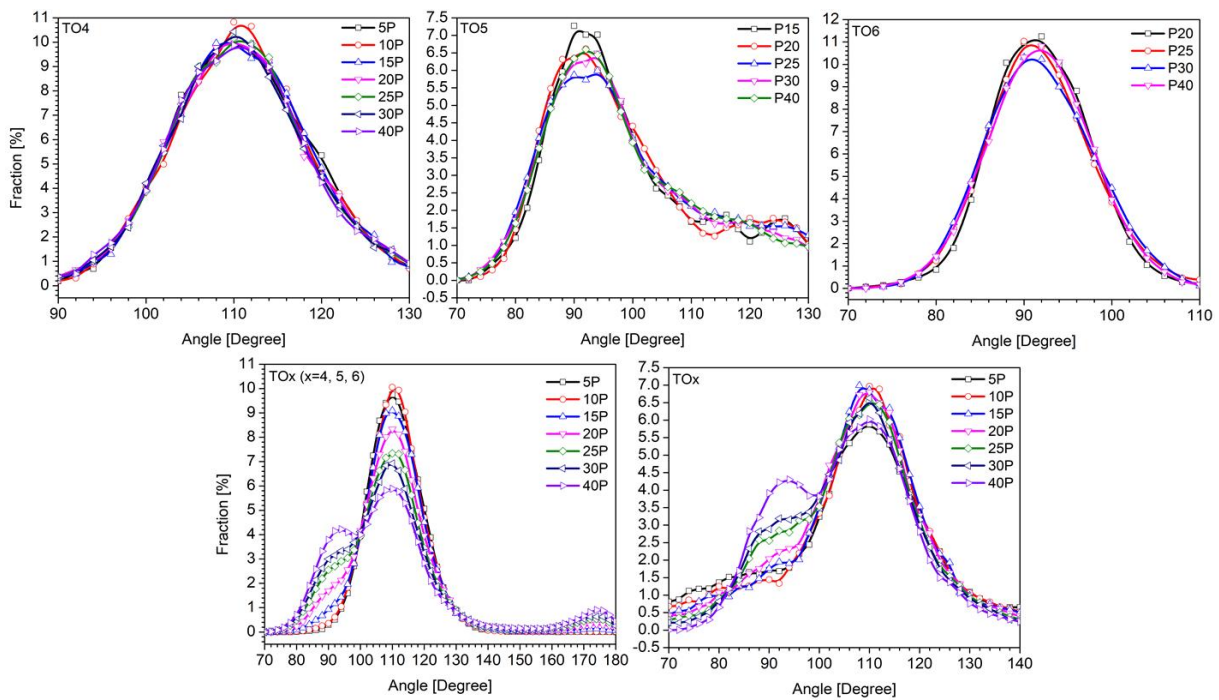 TO4
5P
10P
15P
20P
25P
30P
40P
11
10
9
8
7
6
5
4
3
2
1
0
Fraction [%]
90 100 110 120 130
Angle [Degree]
TO5
P15
P20
P25
P30
P40
7.5
7.0
6.5
6.0
5.5
5.0
4.5
4.0
3.5
3.0
2.5
2.0
1.5
1.0
0.5
0.0
-0.5
70 80 90 100 110 120 130
Angle [Degree]
TO6
P20
P25
P30
P40
12
11
10
9
8
7
6
5
4
3
2
1
0
70 80 90 100 110
Angle [Degree]
TOx (x=4, 5, 6)
5P
10P
15P
20P
25P
30P
40P
11
10
9
8
7
6
5
4
3
2
1
0
Fraction [%]
70 80 90 100 110 120 130 140 150 160 170 180
Angle [Degree]
TOx
5P
10P
15P
20P
25P
30P
40P
7.5
7.0
6.5
6.0
5.5
5.0
4.5
4.0
3.5
3.0
2.5
2.0
1.5
1.0
0.5
0.0
-0.5
70 80 90 100 110 120 130 140
Angle [Degree]